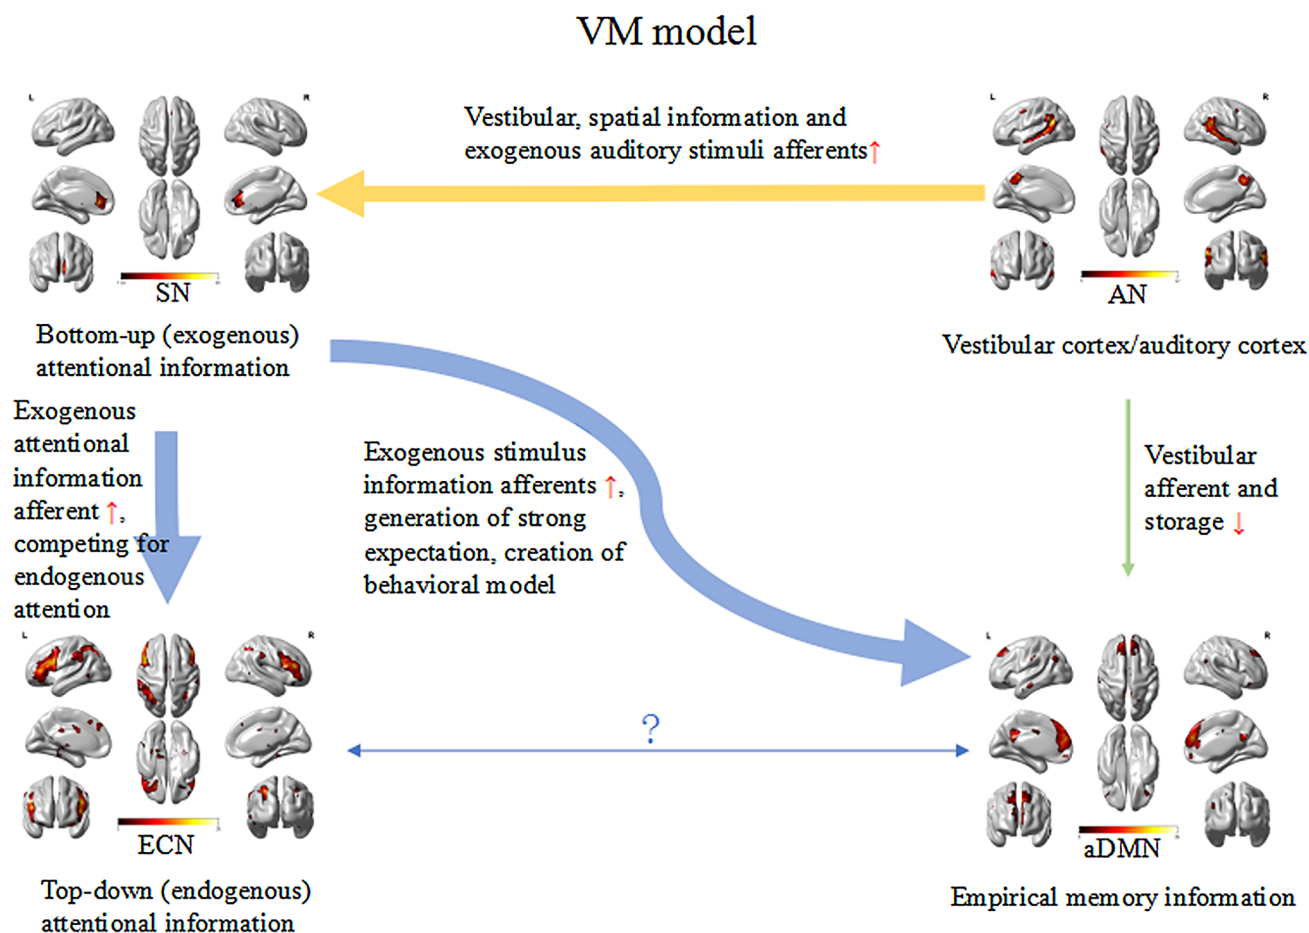 VM model
L
R
SN
Bottom-up (exogenous)
attentional information
Vestibular, spatial information and
exogenous auditory stimuli afferents↑
L
R
AN
Vestibular cortex/auditory cortex
Exogenous
attentional
information
afferent ↑,
competing for
endogenous
attention
Exogenous stimulus
information afferents ↑,
generation of strong
expectation, creation of
behavioral model
Vestibular
afferent and
storage ↓
L
R
ECN
Top-down (endogenous)
attentional information
?
L
R
aDMN
Empirical memory information